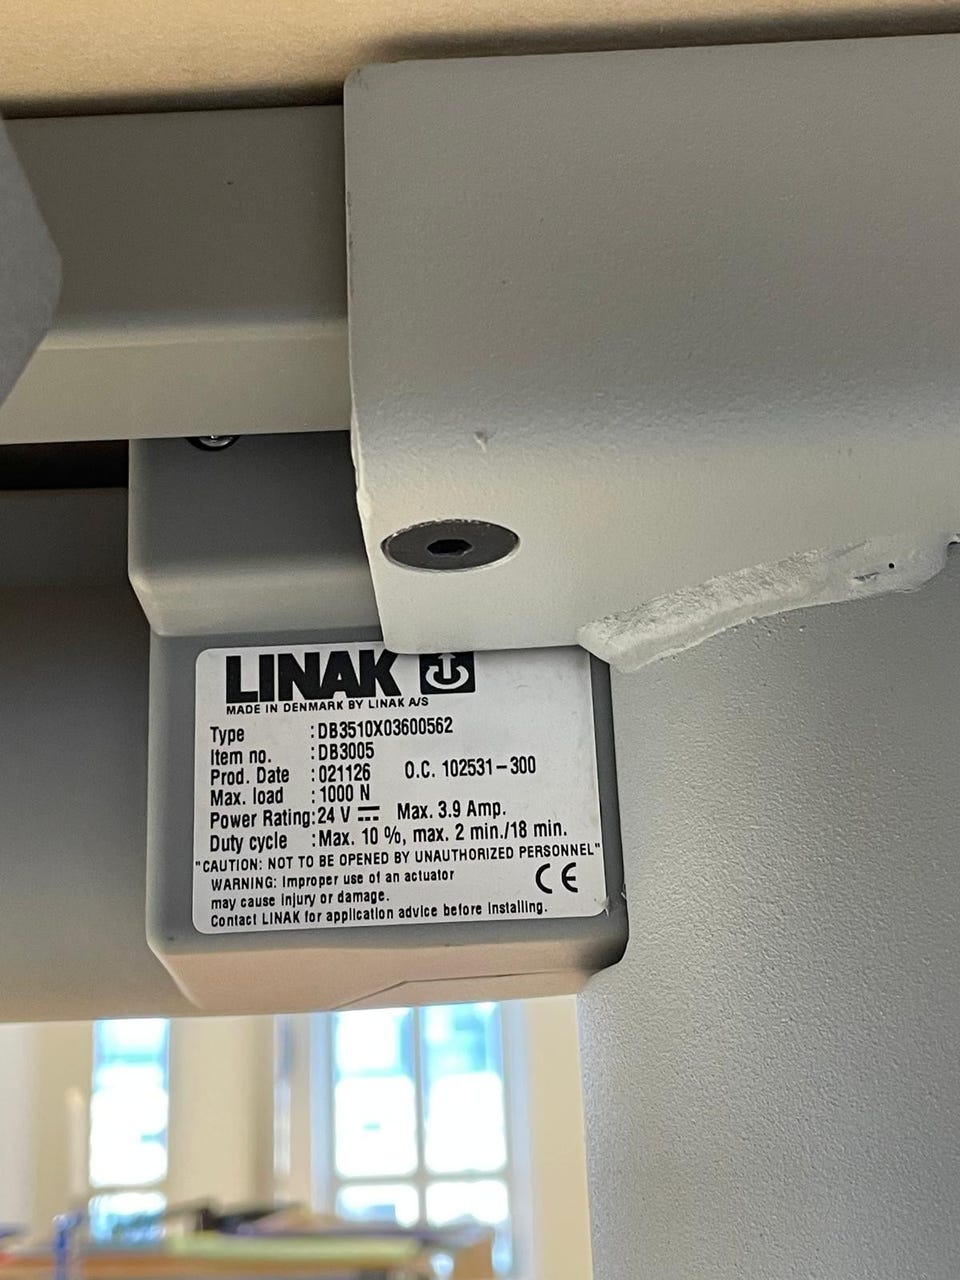 LINAK
MADE IN DENMARK BY LINAK A/S
Type :DB3510X03600562
Item no. :DB3005
Prod. Date :021126 O.C. 102531-300
Max. load :1000 N
Power Rating:24 V Max. 3.9 Amp.
Duty cycle :Max. 10 %, max. 2 min./18 min.
"CAUTION: NOT TO BE OPENED BY UNAUTHORIZED PERSONNEL"
WARNING: Improper use of an actuator
may cause injury or damage.
Contact LINAK for application advice before installing.
CE